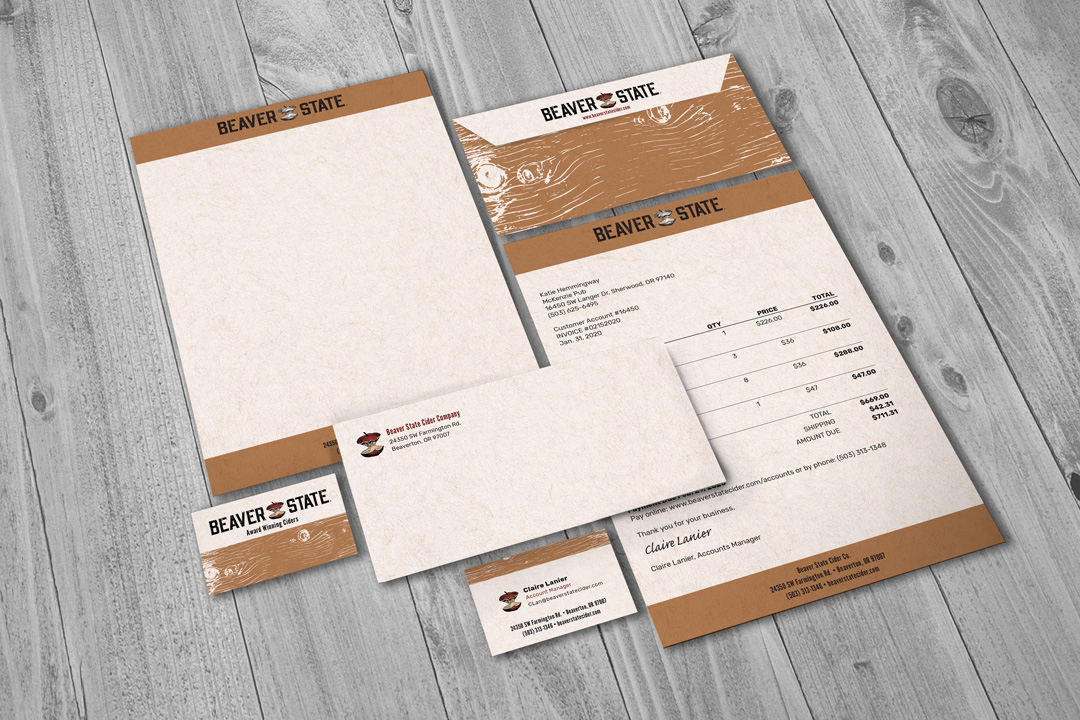 BEAVER STATE
BEAVER STATE
www.beaverstatecider.com
BEAVER STATE
Katie Hemmingway
McKenzie Pub
16450 SW Langer Dr, Sherwood, OR 97140
(503) 625-6495
Customer Account #16450
INVOICE #02152020
Jan. 31, 2020
QTY PRICE TOTAL
1 $226.00 $226.00
3 $36 $108.00
8 $36 $288.00
1 $47 $47.00
TOTAL $669.00
SHIPPING $42.31
AMOUNT DUE $711.31
Pay online: www.beaverstatecider.com/accounts or by phone: (503) 313-1348
Thank you for your business,
Claire Lanier
Claire Lanier, Accounts Manager
Beaver State Cider Co.
24350 SW Farmington Rd. • Beaverton, OR 97007
(503) 313-1348 • beaverstatecider.com
Beaver State Cider Company
24350 SW Farmington Rd.
Beaverton, OR 97007
BEAVER STATE
Award Winning Ciders
Claire Lanier
Account Manager
CLan@beaverstatecider.com
24350 SW Farmington Rd. • Beaverton, OR 97007
(503) 313-1348 • beaverstatecider.com